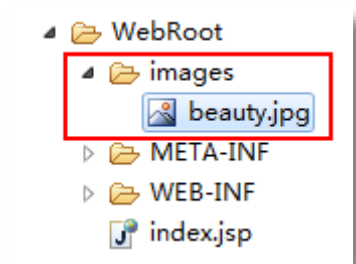 WebRoot
images
beauty.jpg
META-INF
WEB-INF
index.jsp